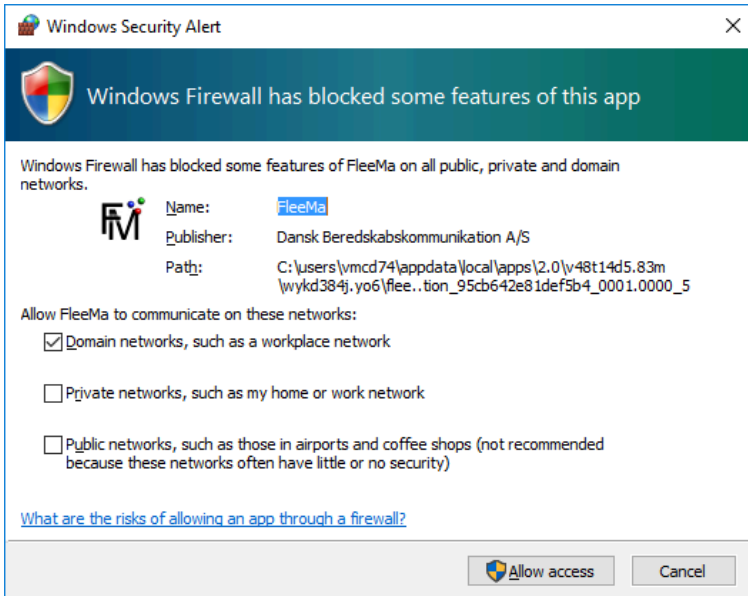 Windows Security Alert
Windows Firewall has blocked some features of this app
Windows Firewall has blocked some features of FleeMa on all public, private and domain
networks.
FM
Name: FleeMa
Publisher: Dansk Beredskabskommunikation A/S
Path: C:\users\vmcd74\appdata\local\apps\2.0\v48t14d5.83m
\wykd384j.yo6\flee..tion_95cb642e81def5b4_0001.0000_5
Allow FleeMa to communicate on these networks:
Domain networks, such as a workplace network
Private networks, such as my home or work network
Public networks, such as those in airports and coffee shops (not recommended
because these networks often have little or no security)
What are the risks of allowing an app through a firewall?
Allow access Cancel